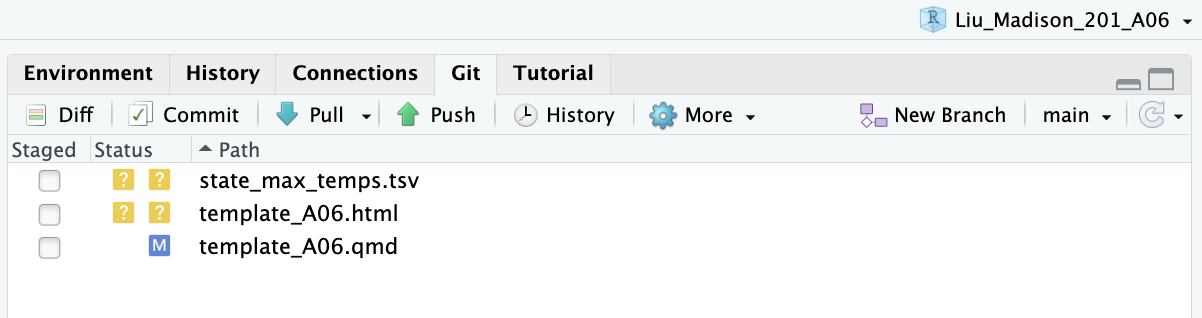 R Liu_Madison_201_A06
Environment History Connections Git Tutorial
Diff Commit Pull Push History More New Branch main
Staged Status Path
? ? state_max_temps.tsv
? ? template_A06.html
M template_A06.qmd